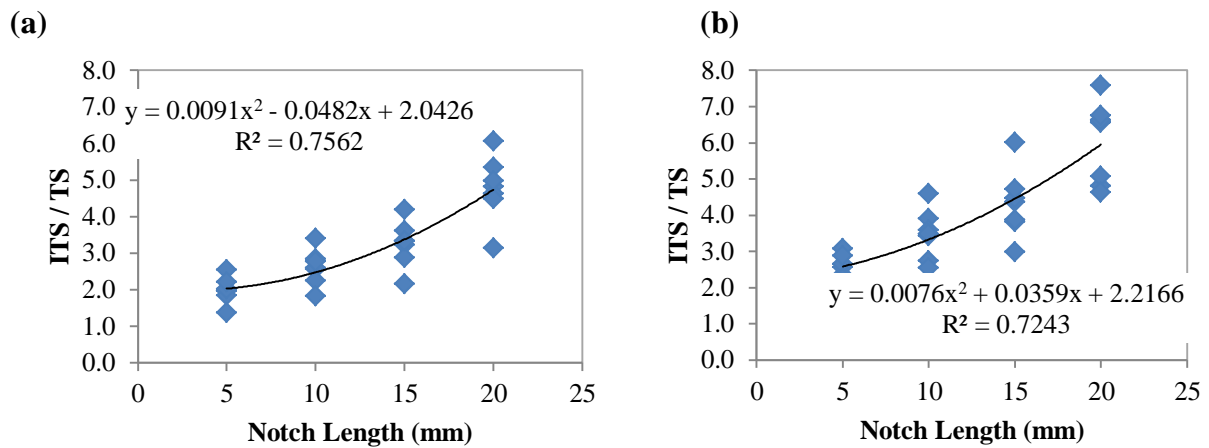 (a)
8.0
7.0
6.0
5.0
4.0
3.0
2.0
1.0
0.0
ITS / TS
y = 0.0091x² - 0.0482x + 2.0426
R² = 0.7562
0 5 10 15 20 25
Notch Length (mm)
(b)
8.0
7.0
6.0
5.0
4.0
3.0
2.0
1.0
0.0
ITS / TS
y = 0.0076x² + 0.0359x + 2.2166
R² = 0.7243
0 5 10 15 20 25
Notch Length (mm)